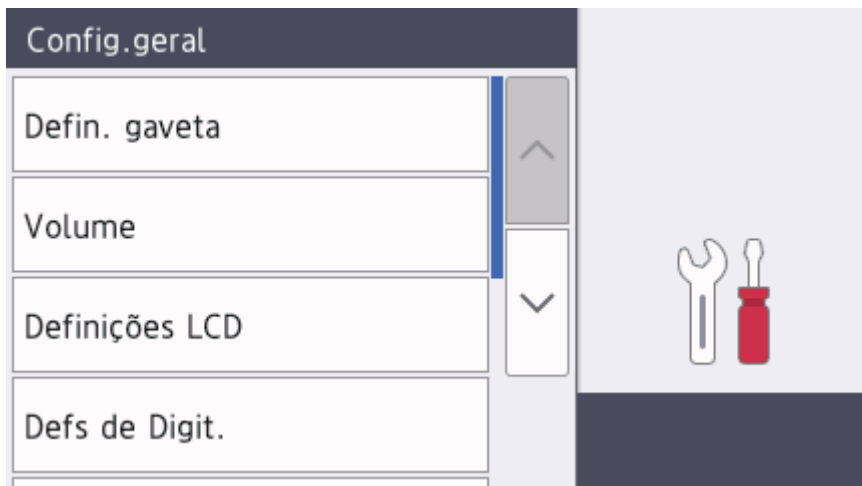 Config.geral
Defin. gaveta
Volume
Definições LCD
Defs de Digit.